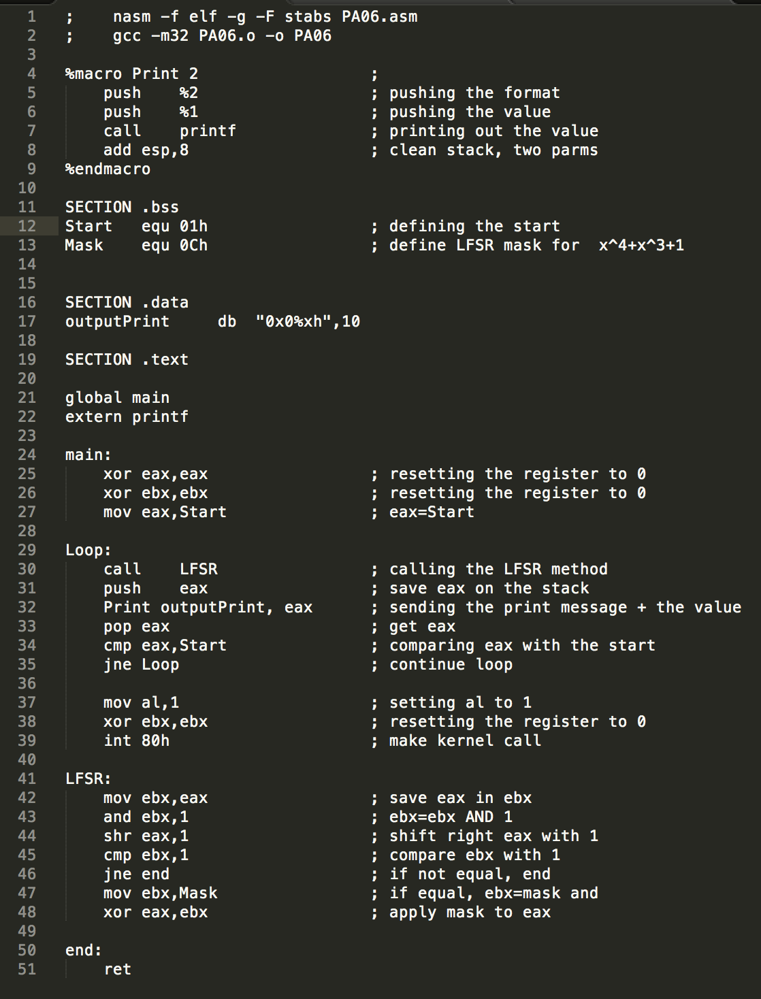 1 ;    nasm -f elf -g -F stabs PA06.asm
2 ;    gcc -m32 PA06.o -o PA06
3
4 %macro Print 2                  ;
5     push    %2                  ; pushing the format
6     push    %1                  ; pushing the value
7     call    printf              ; printing out the value
8     add esp,8                   ; clean stack, two parms
9 %endmacro
10
11 SECTION .bss
12 Start   equ 01h                 ; defining the start
13 Mask    equ 0Ch                 ; define LFSR mask for  x^4+x^3+1
14
15
16 SECTION .data
17 outputPrint     db  "0x0%xh",10
18
19 SECTION .text
20
21 global main
22 extern printf
23
24 main:
25     xor eax,eax                 ; resetting the register to 0
26     xor ebx,ebx                 ; resetting the register to 0
27     mov eax,Start               ; eax=Start
28
29 Loop:
30     call    LFSR                ; calling the LFSR method
31     push    eax                 ; save eax on the stack
32     Print outputPrint, eax      ; sending the print message + the value
33     pop eax                     ; get eax
34     cmp eax,Start               ; comparing eax with the start
35     jne Loop                    ; continue loop
36
37     mov al,1                    ; setting al to 1
38     xor ebx,ebx                 ; resetting the register to 0
39     int 80h                     ; make kernel call
40
41 LFSR:
42     mov ebx,eax                 ; save eax in ebx
43     and ebx,1                   ; ebx=ebx AND 1
44     shr eax,1                   ; shift right eax with 1
45     cmp ebx,1                   ; compare ebx with 1
46     jne end                     ; if not equal, end
47     mov ebx,Mask                ; if equal, ebx=mask and
48     xor eax,ebx                 ; apply mask to eax
49
50 end:
51     ret